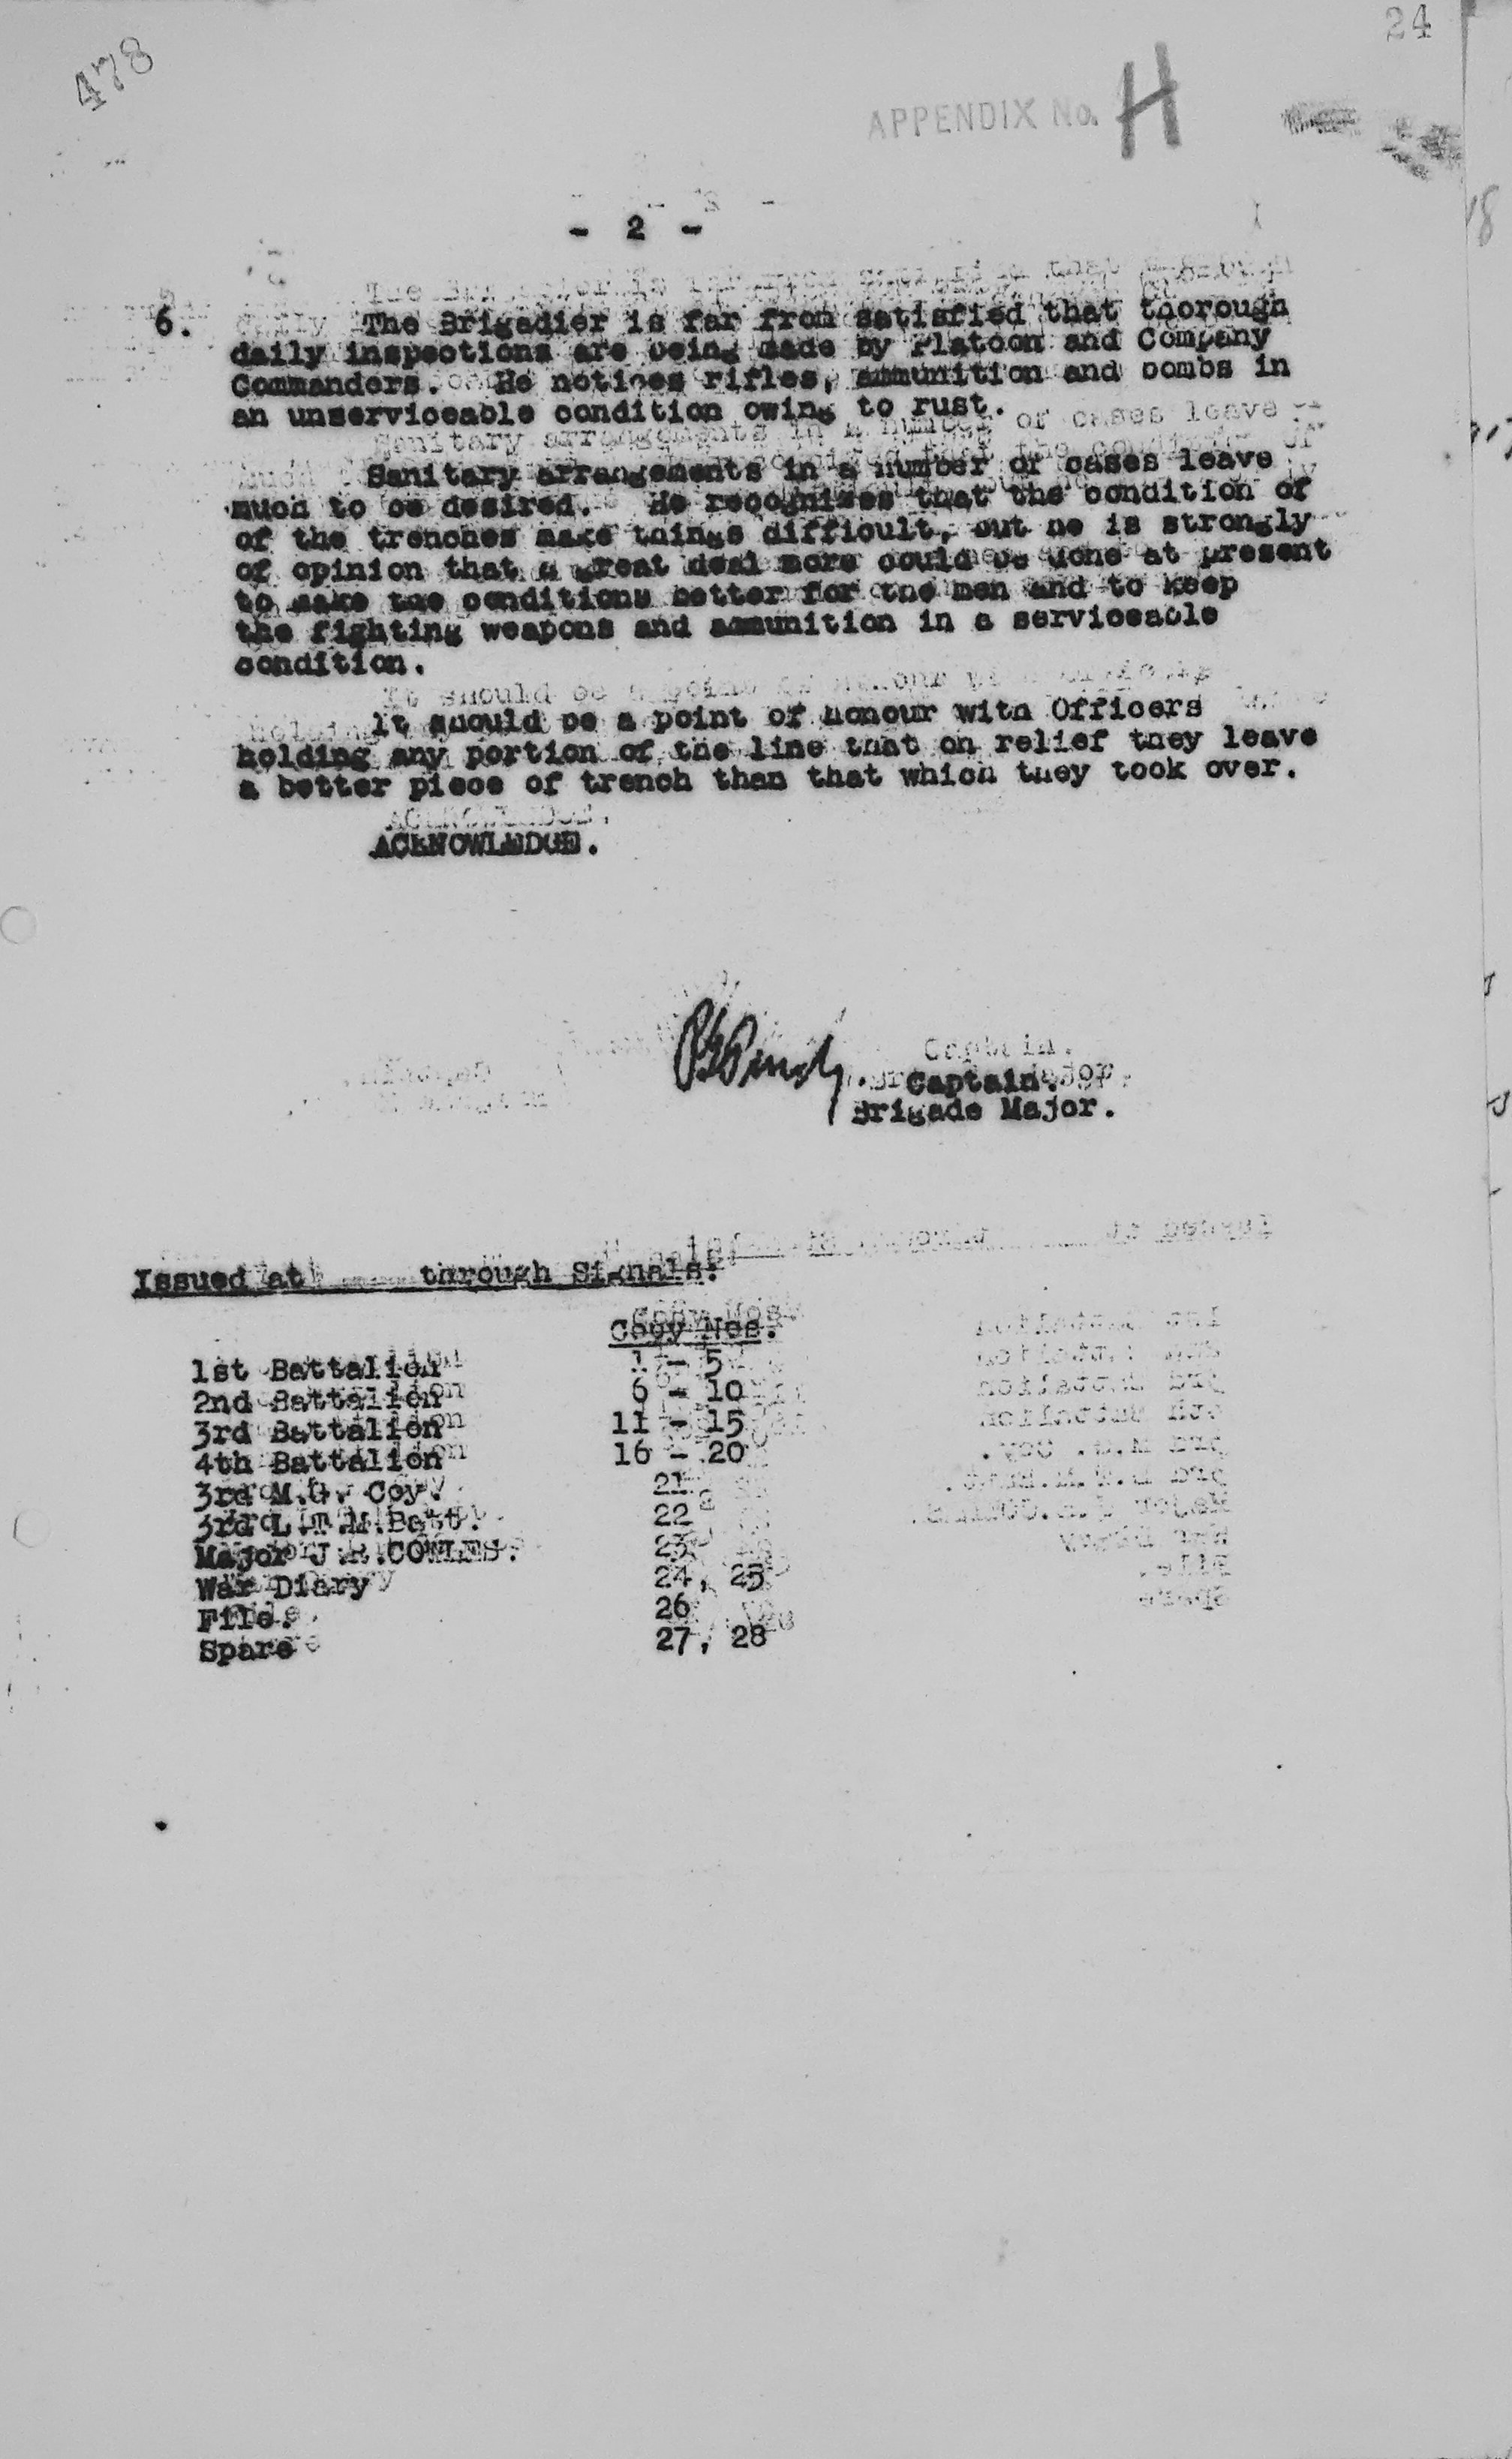 478
24
APPENDIX No. H
- 2 -
6. The Brigadier is far from satisfied that thorough
daily inspections are being made by Platoon and Company
Commanders. He notices rifles, ammunition and bombs in
an unserviceable condition owing to rust.
Sanitary arrangements in a number of cases leave
much to be desired. He recognizes that the condition of
of the trenches make things difficult, but he is strongly
of opinion that a great deal more could be done at present
to make the conditions better for the men and to keep
the fighting weapons and ammunition in a serviceable
condition.
It should be a point of honour with Officers
holding any portion of the line that on relief they leave
a better piece of trench than that which they took over.
ACKNOWLEDGE.
Captain.
Brigade Major.
Issued at through Signals:
Copy Nos.
1st Battalion 1 - 5
2nd Battalion 6 - 10
3rd Battalion 11 - 15
4th Battalion 16 - 20
3rd M.G. Coy. 21
3rd L.T.M.Batt. 22
Major J.R.COWLES. 23
War Diary 24, 25
File. 26
Spare 27, 28